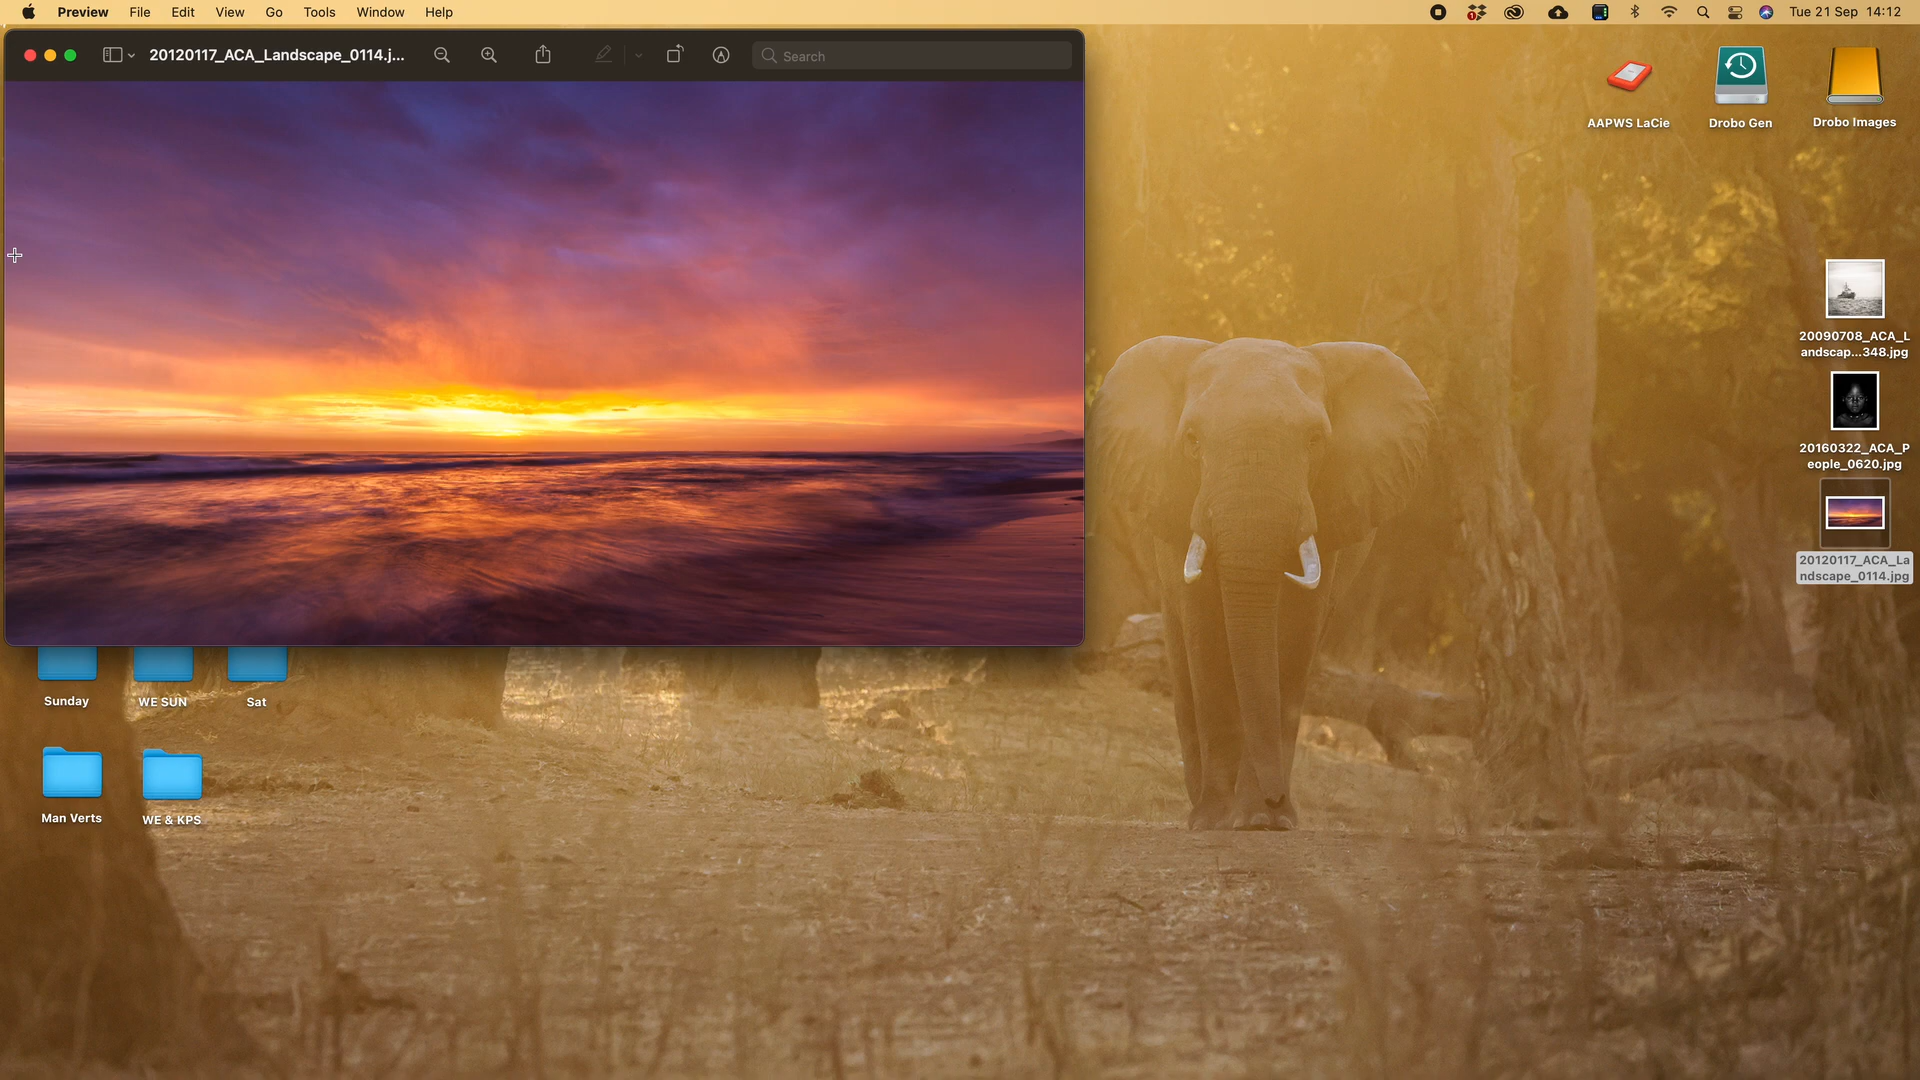 Preview File Edit View Go Tools Window Help
1
Tue 21 Sep 14:12
20120117_ACA_Landscape_0114.j...
Search
AAPWS LaCie
Drobo Gen
Drobo Images
20090708_ACA_L
andscap...348.jpg
20160322_ACA_P
eople_0620.jpg
20120117_ACA_La
ndscape_0114.jpg
Sunday
WE SUN
Sat
Man Verts
WE & KPS